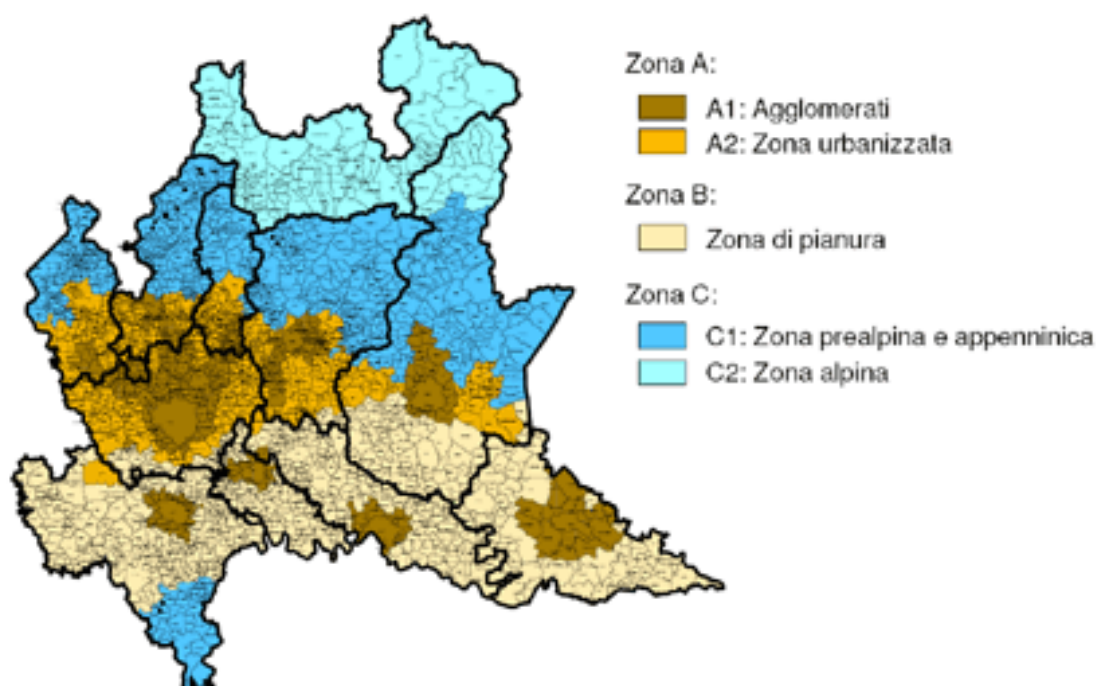 Zona A:
A1: Agglomerati
A2: Zona urbanizzata
Zona B:
Zona di pianura
Zona C:
C1: Zona prealpina e appenninica
C2: Zona alpina